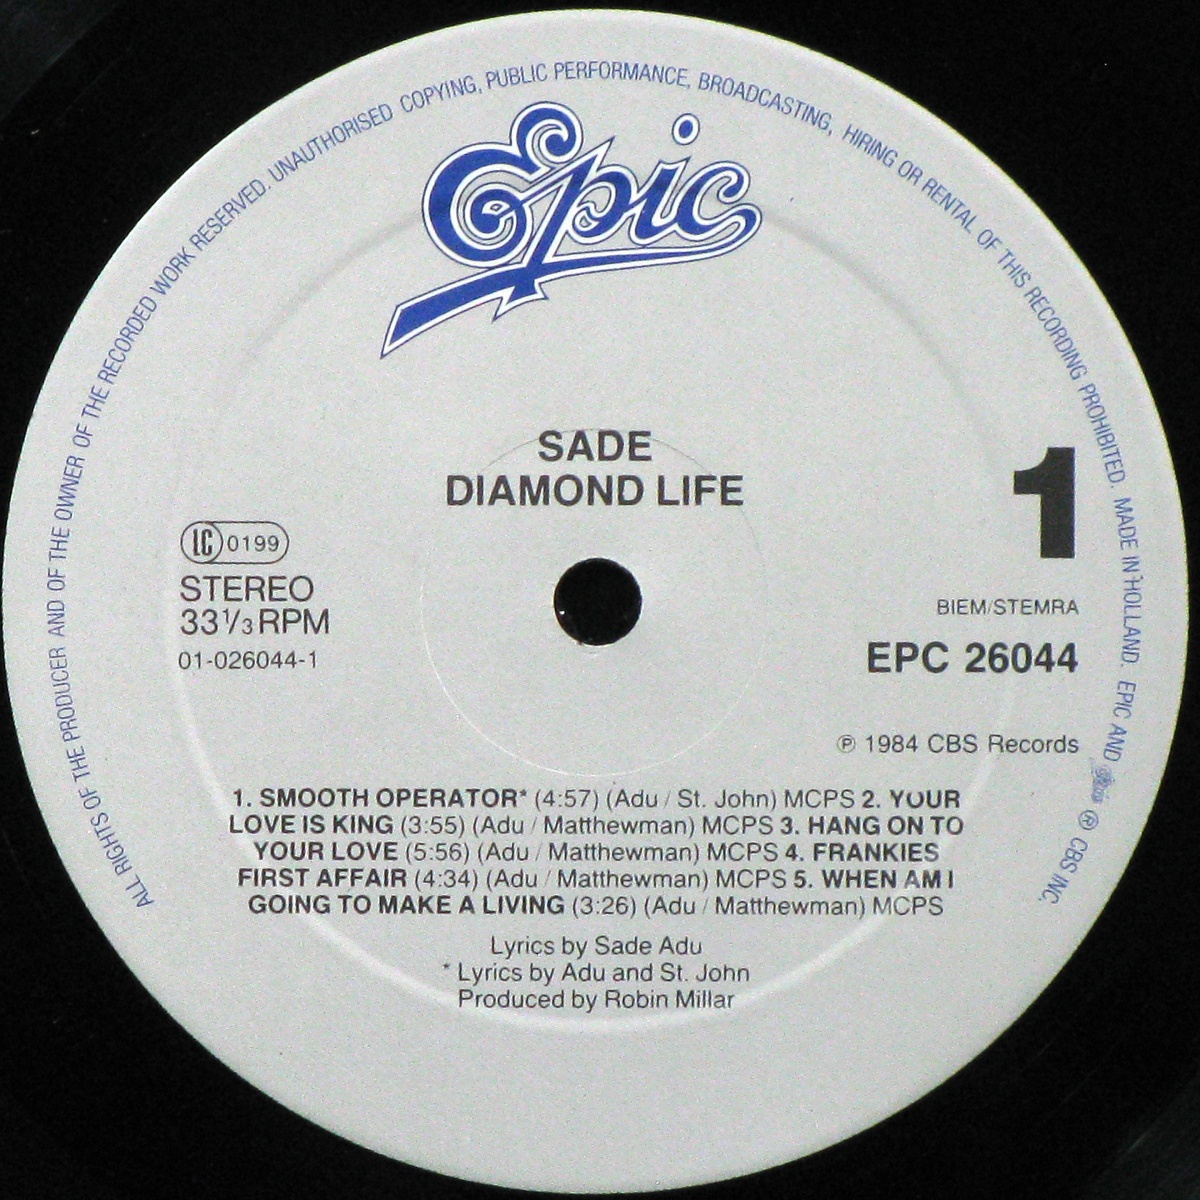 ALL RIGHTS OF THE PRODUCER AND OF THE OWNER OF THE RECORDED WORK RESERVED. UNAUTHORISED COPYING, PUBLIC PERFORMANCE, BROADCASTING, HIRING OR RENTAL OF THIS RECORDING PROHIBITED. MADE IN HOLLAND. EPIC AND ® CBS INC.
Epic
SADE
DIAMOND LIFE
1
LC 0199
STEREO
33⅓ RPM
01-026044-1
BIEM/STEMRA
EPC 26044
℗ 1984 CBS Records
1. SMOOTH OPERATOR* (4:57) (Adu / St. John) MCPS 2. YOUR
LOVE IS KING (3:55) (Adu / Matthewman) MCPS 3. HANG ON TO
YOUR LOVE (5:56) (Adu / Matthewman) MCPS 4. FRANKIES
FIRST AFFAIR (4:34) (Adu / Matthewman) MCPS 5. WHEN AM I
GOING TO MAKE A LIVING (3:26) (Adu / Matthewman) MCPS
Lyrics by Sade Adu
* Lyrics by Adu and St. John
Produced by Robin Millar